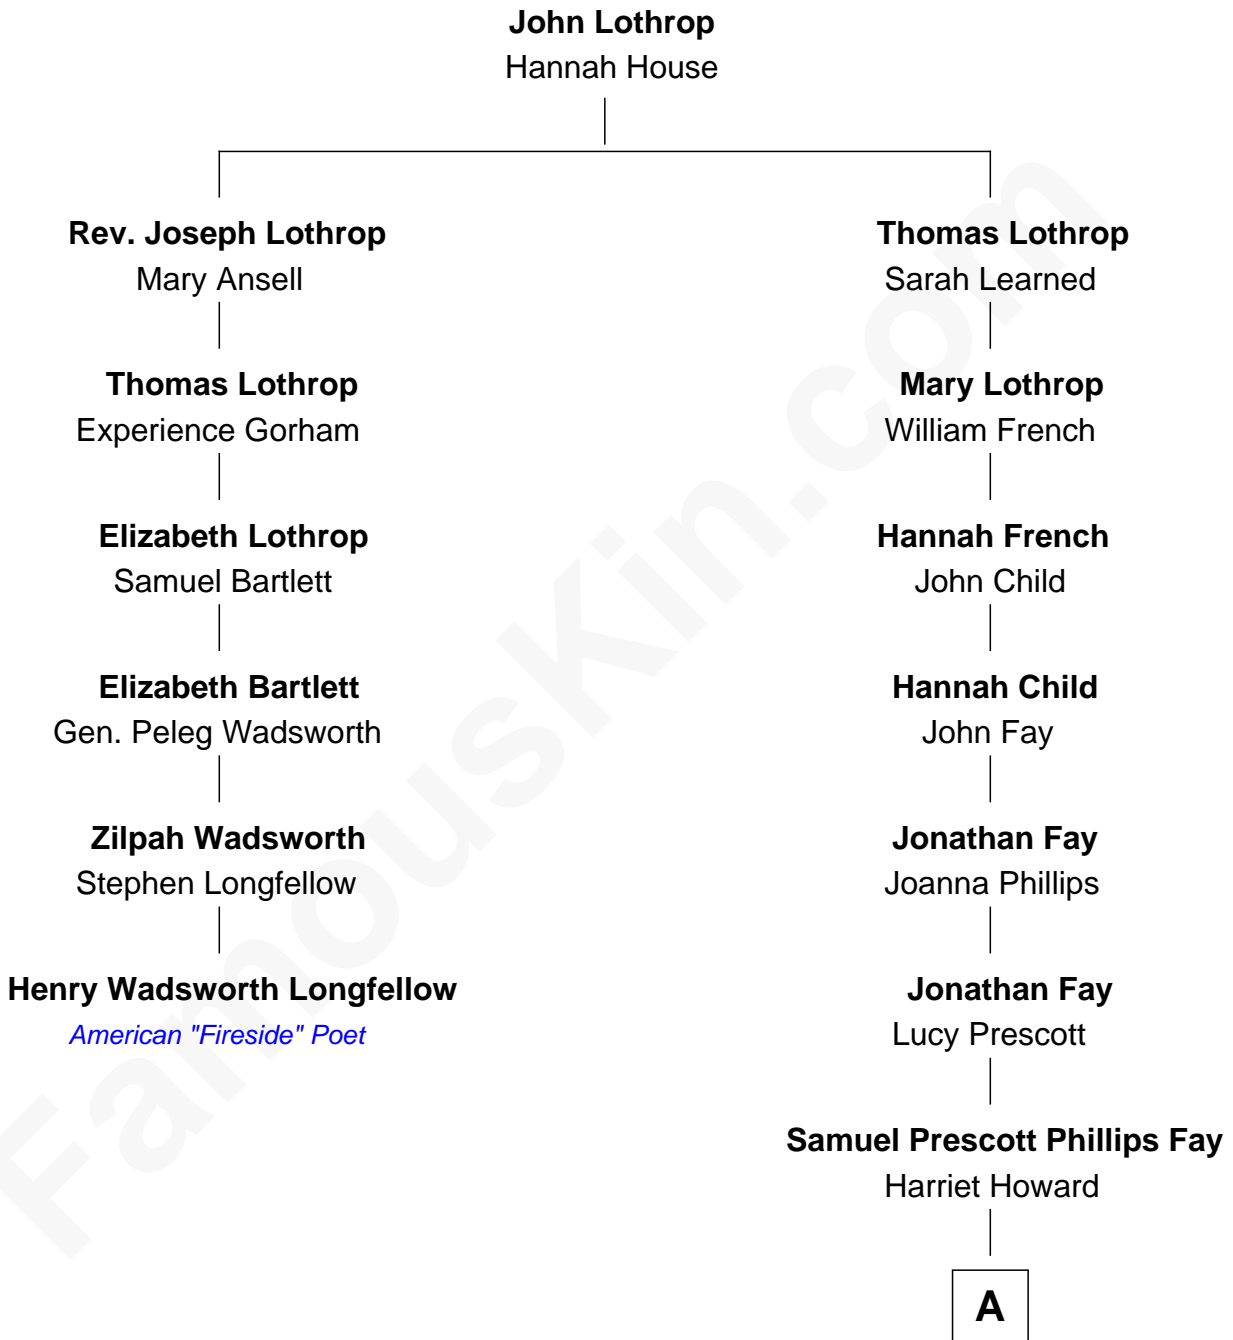 John Lothrop
Hannah House
Rev. Joseph Lothrop
Mary Ansell
Thomas Lothrop
Experience Gorham
Elizabeth Lothrop
Samuel Bartlett
Elizabeth Bartlett
Gen. Peleg Wadsworth
Zilpah Wadsworth
Stephen Longfellow
Henry Wadsworth Longfellow
American "Fireside" Poet
Thomas Lothrop
Sarah Learned
Mary Lothrop
William French
Hannah French
John Child
Hannah Child
John Fay
Jonathan Fay
Joanna Phillips
Jonathan Fay
Lucy Prescott
Samuel Prescott Phillips Fay
Harriet Howard
A
FamousKin.com